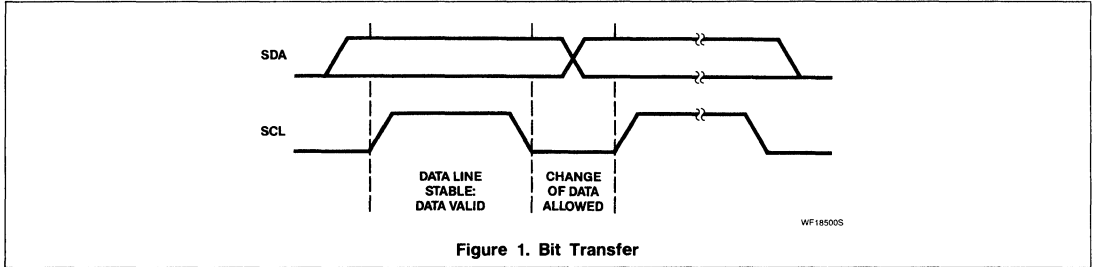 SDA
SCL
DATA LINE
STABLE:
DATA VALID
CHANGE
OF DATA
ALLOWED
WF18500S
Figure 1. Bit Transfer